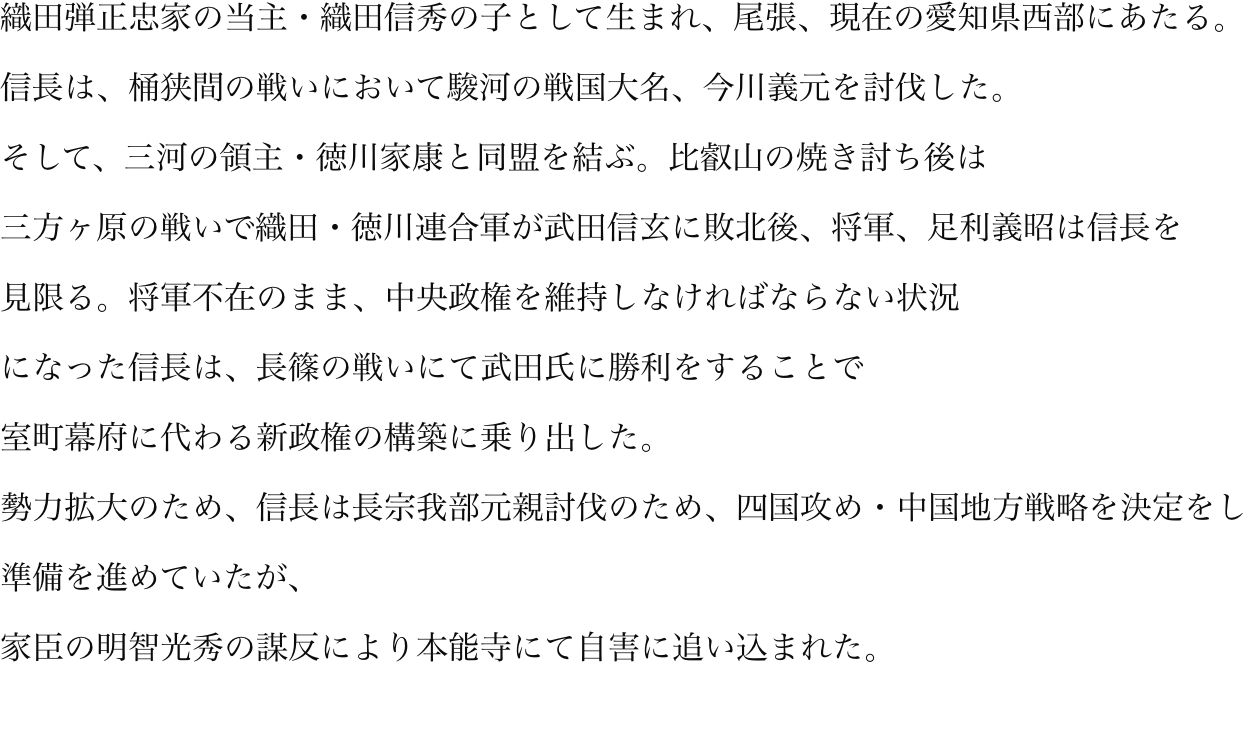 織田弾正忠家の当主・織田信秀の子として生まれ、尾張、現在の愛知県西部にあたる。
信長は、桶狭間の戦いにおいて駿河の戦国大名、今川義元を討伐した。
そして、三河の領主・徳川家康と同盟を結ぶ。比叡山の焼き討ち後は
三方ヶ原の戦いで織田・徳川連合軍が武田信玄に敗北後、将軍、足利義昭は信長を
見限る。将軍不在のまま、中央政権を維持しなければならない状況
になった信長は、長篠の戦いにて武田氏に勝利をすることで
室町幕府に代わる新政権の構築に乗り出した。
勢力拡大のため、信長は長宗我部元親討伐のため、四国攻め・中国地方戦略を決定をし
準備を進めていたが、
家臣の明智光秀の謀反により本能寺にて自害に追い込まれた。